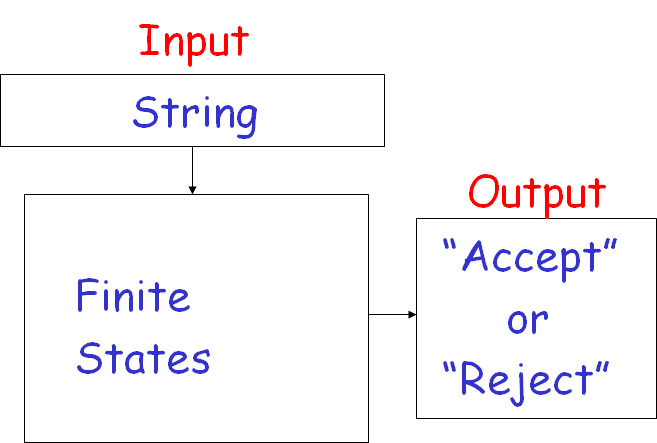 Input
String
Finite
States
Output
“Accept”
or
“Reject”